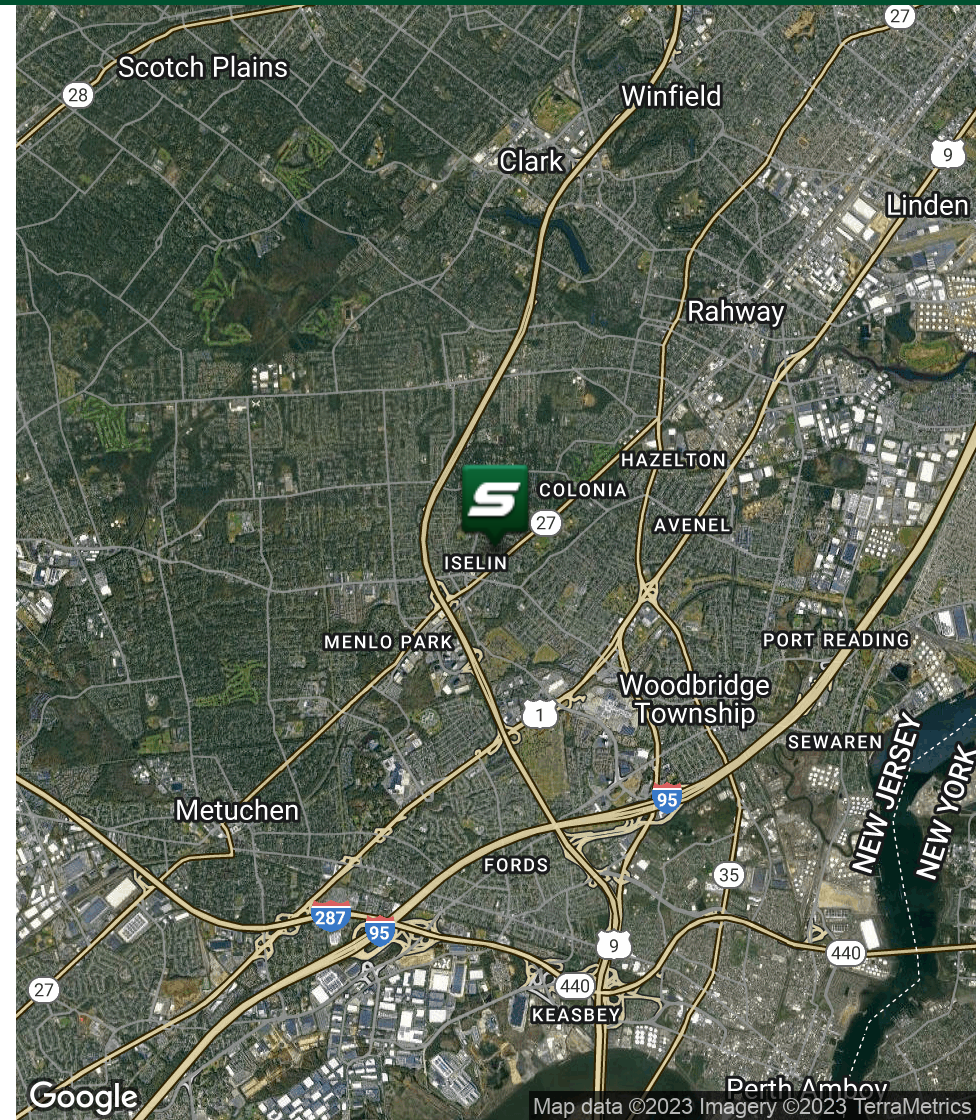 27
Scotch Plains
28
Winfield
9
Clark
Linden
Rahway
HAZELTON
COLONIA
S
27
AVENEL
ISELIN
MENLO PARK
PORT READING
Woodbridge
Township
1
SEWAREN
NEW JERSEY
NEW YORK
95
Metuchen
FORDS
35
287
95
9
440
440
27
KEASBEY
Perth Amboy
Google
Map data ©2023 Imagery ©2023 TerraMetrics